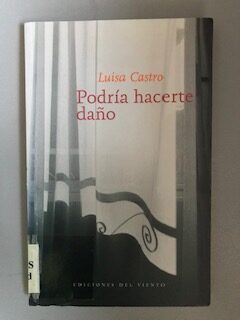 Luisa Castro
Podría hacerte
daño
EDICIONES DEL VIENTO
S